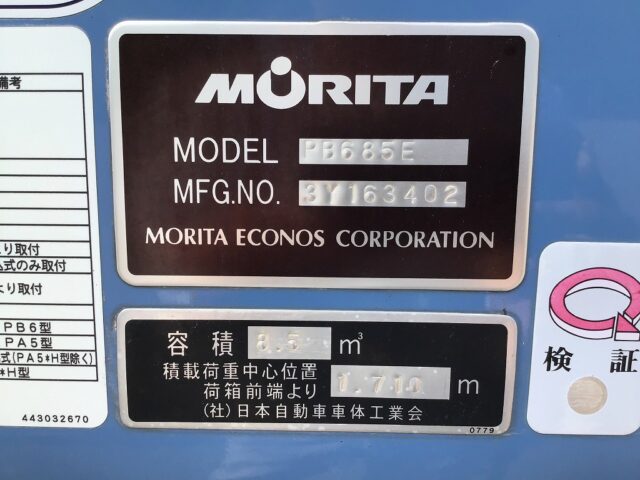 備考
MORITA
MODEL PB685E
MFG.NO. 3Y163402
MORITA ECONOS CORPORATION
り取付
式のみ取付
より取付
PB6型
PA5型
式(PA5*H型除く)
*H型
443032670
容積 8.5 m³
積載荷重中心位置
荷箱前端より 1.710 m
(社)日本自動車車体工業会
0779
検証